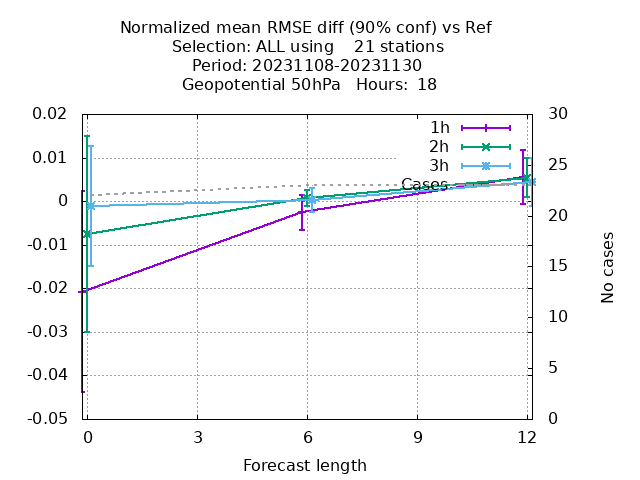 Normalized mean RMSE diff (90% conf) vs Ref
Selection: ALL using    21 stations
Period: 20231108-20231130
Geopotential 50hPa   Hours:  18
0.02
0.01
0
-0.01
-0.02
-0.03
-0.04
-0.05
30
25
20
15
10
5
0
1h
2h
3h
Cases
No cases
0
3
6
9
12
Forecast length